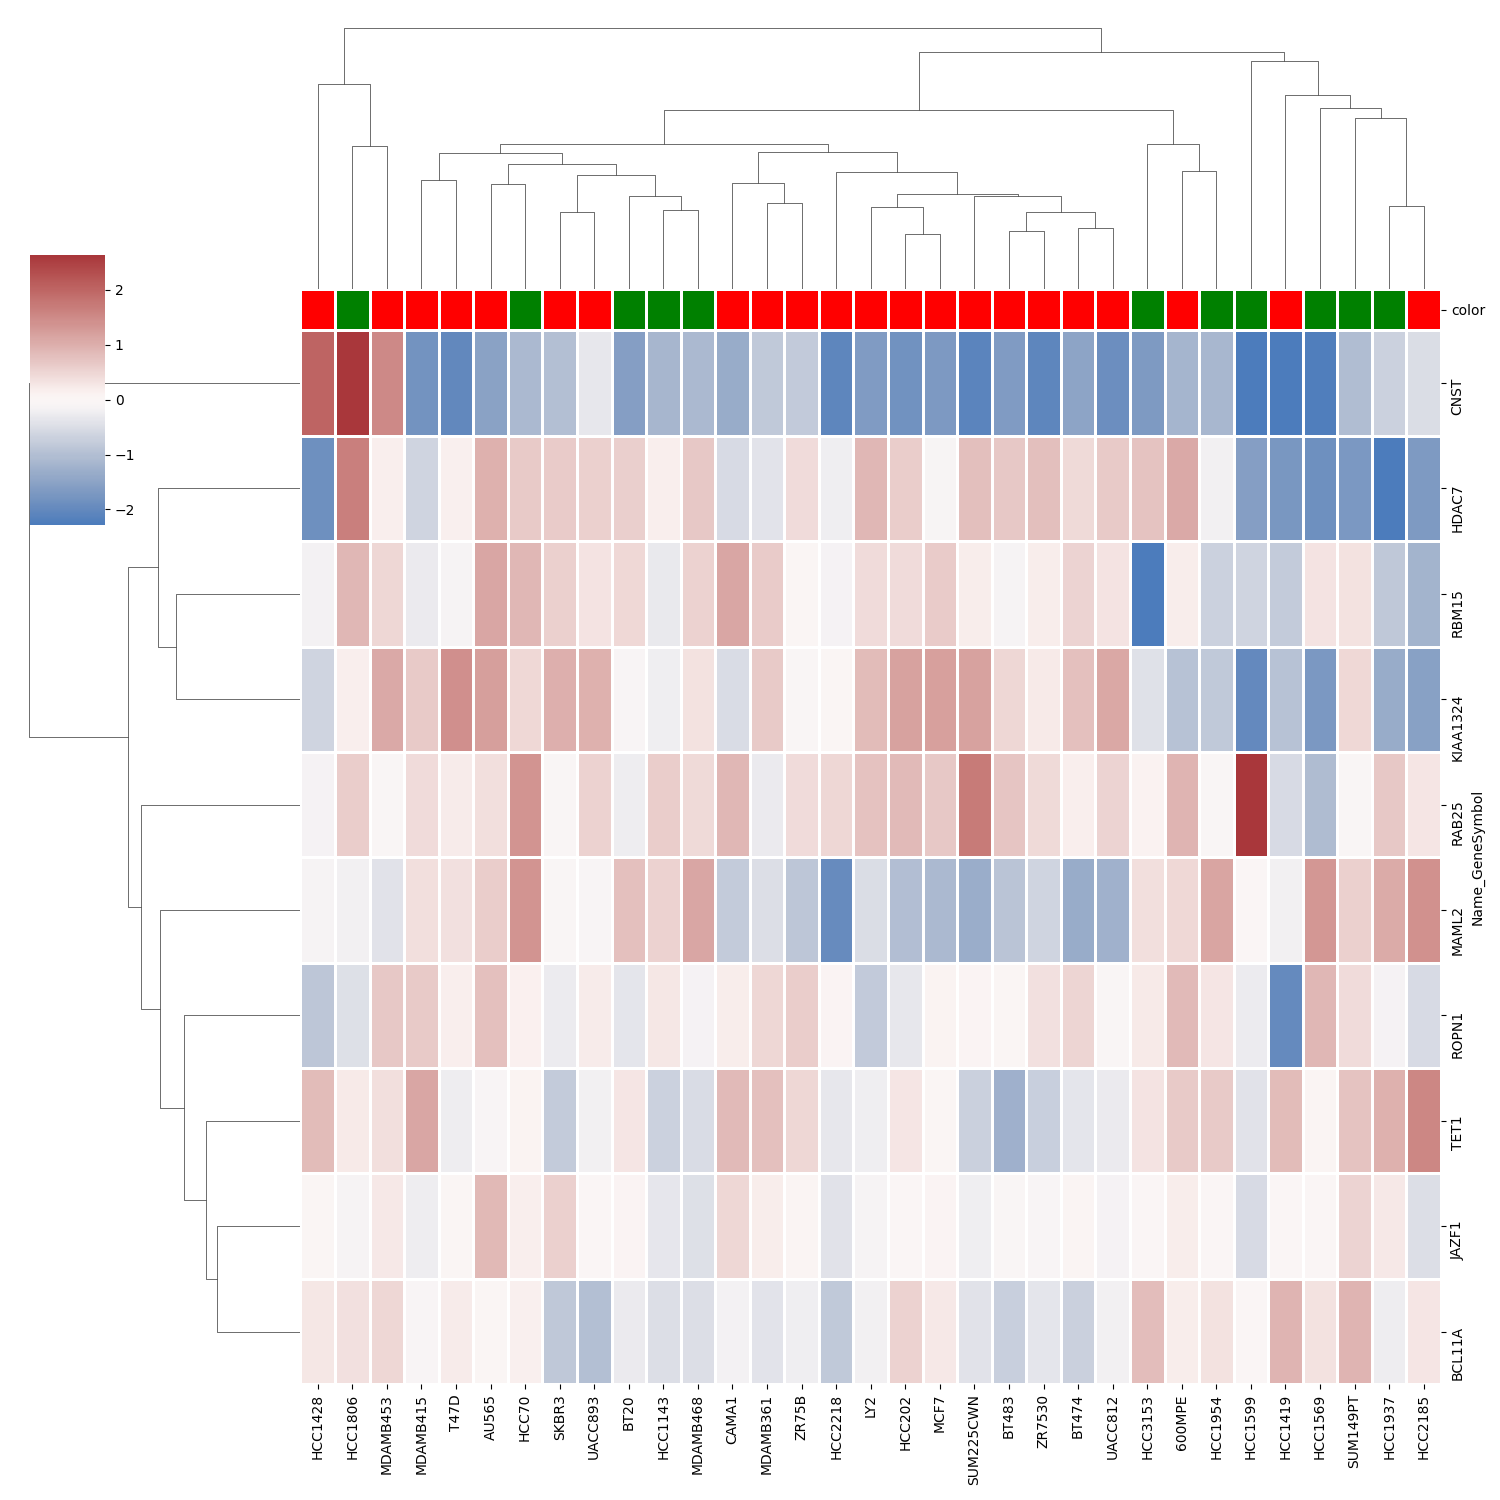 color
2
1
0
−1
−2
CNST
HDAC7
RBM15
KIAA1324
RAB25
MAML2
ROPN1
TET1
JAZF1
BCL11A
Name_GeneSymbol
HCC1428
HCC1806
MDAMB453
MDAMB415
T47D
AU565
HCC70
SKBR3
UACC893
BT20
HCC1143
MDAMB468
CAMA1
MDAMB361
ZR75B
HCC2218
LY2
HCC202
MCF7
SUM225CWN
BT483
ZR7530
BT474
UACC812
HCC3153
600MPE
HCC1954
HCC1599
HCC1419
HCC1569
SUM149PT
HCC1937
HCC2185